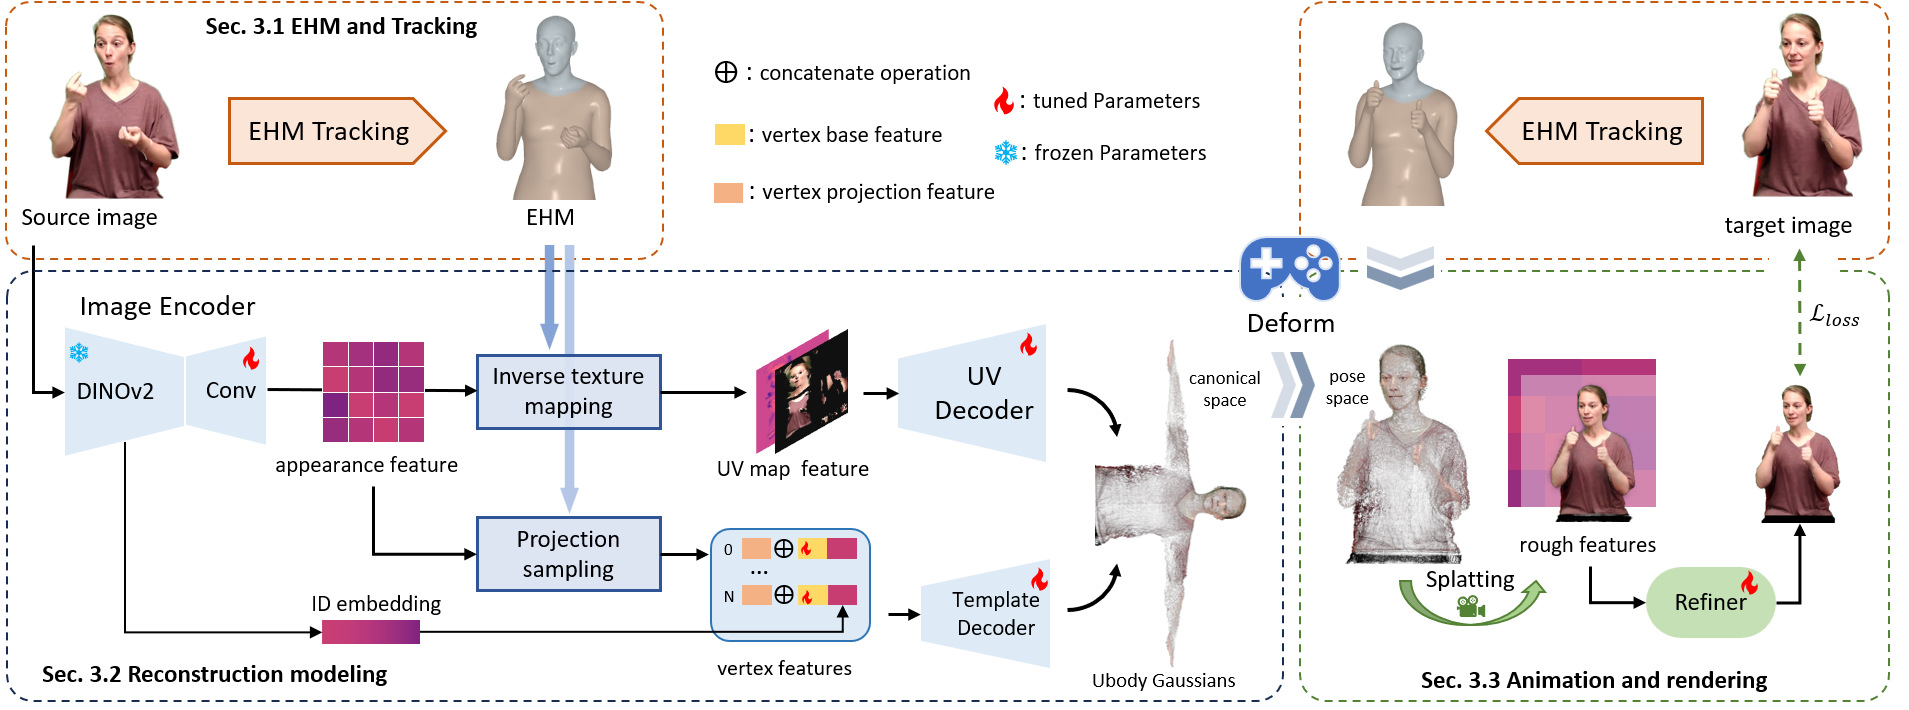 Sec. 3.1 EHM and Tracking
EHM Tracking
Source image
EHM
: concatenate operation
: vertex base feature
: vertex projection feature
: tuned Parameters
: frozen Parameters
EHM Tracking
target image
Image Encoder
DINOv2
Conv
appearance feature
Inverse texture
mapping
UV map feature
UV
Decoder
Projection
sampling
0
...
N
vertex features
ID embedding
Template
Decoder
Ubody Gaussians
Sec. 3.2 Reconstruction modeling
Deform
canonical
space
pose
space
ℒloss
rough features
Splatting
Refiner
Sec. 3.3 Animation and rendering